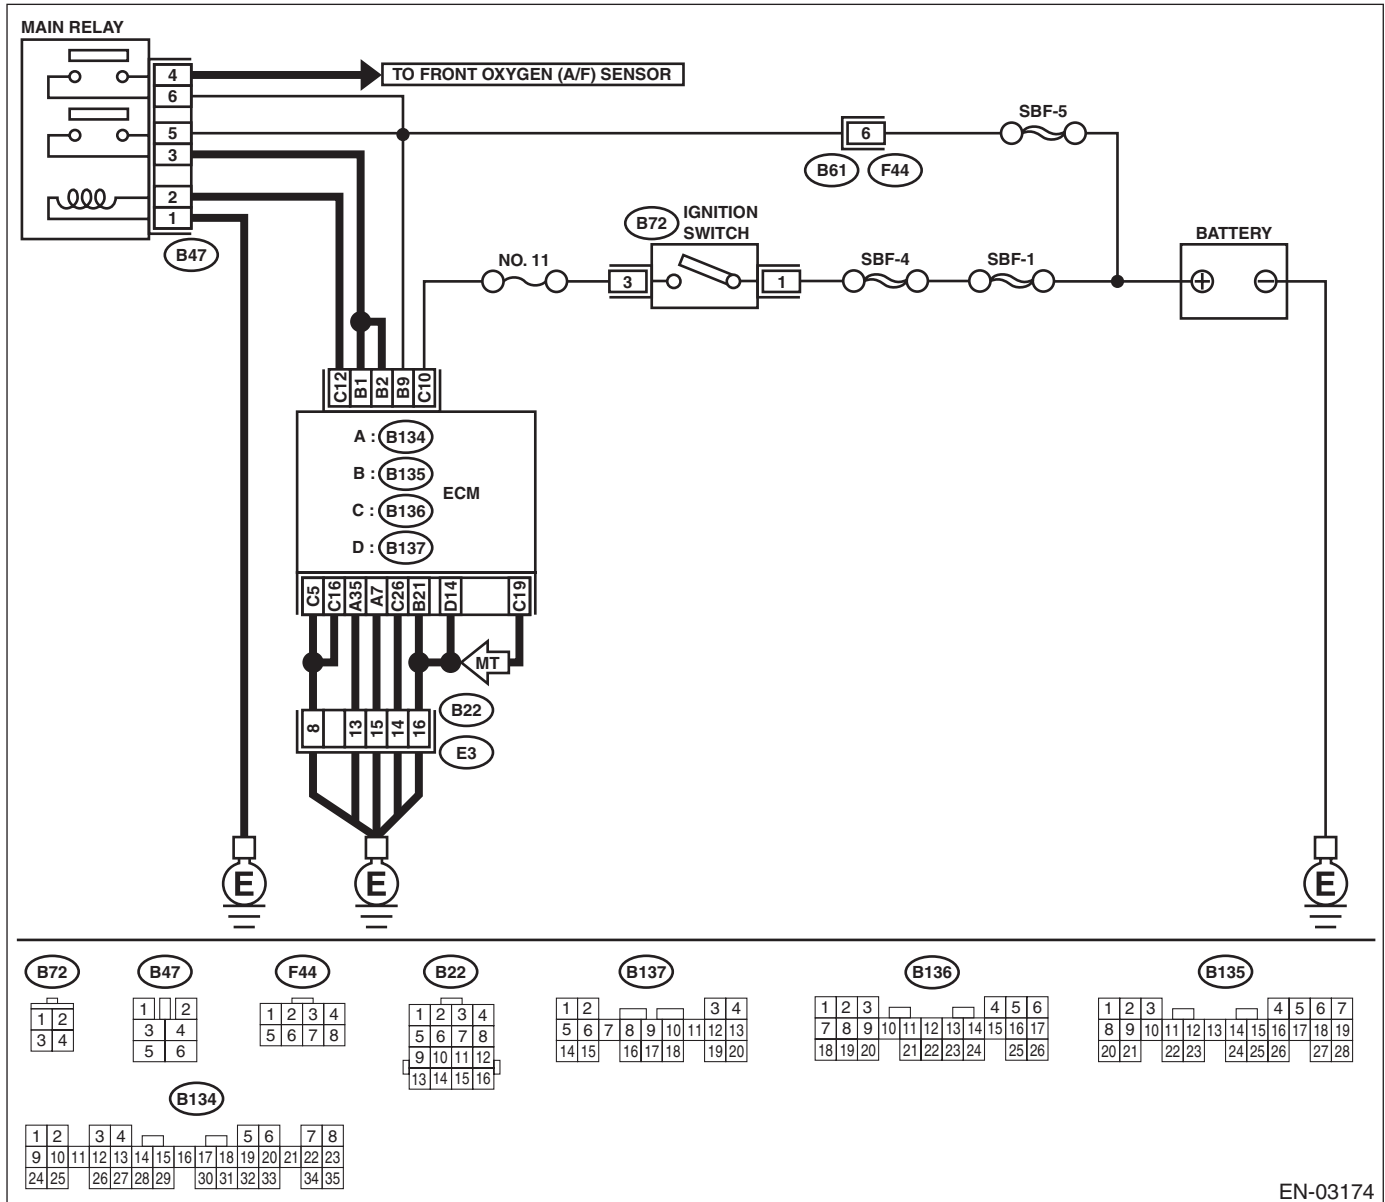 MAIN RELAY
4
TO FRONT OXYGEN (A/F) SENSOR
6
5
3
2
1
B47
6
B61 F44
SBF-5
B72 IGNITION
SWITCH
NO. 11
3
1
SBF-4
SBF-1
BATTERY
C12 B1 B2 B9 C10
A : B134
B : B135
C : B136
D : B137
ECM
C5 C16 A35 A7 C26 B21 D14 C19
MT
8 13 15 14 16
B22
E3
E
E
E
B72
1 2
3 4
B47
1 2
3 4
5 6
F44
1 2 3 4
5 6 7 8
B22
1 2 3 4
5 6 7 8
9 10 11 12
13 14 15 16
B137
1 2 3 4
5 6 7 8 9 10 11 12 13
14 15 16 17 18 19 20
B136
1 2 3 4 5 6
7 8 9 10 11 12 13 14 15 16 17
18 19 20 21 22 23 24 25 26
B135
1 2 3 4 5 6 7
8 9 10 11 12 13 14 15 16 17 18 19
20 21 22 23 24 25 26 27 28
B134
1 2 3 4 5 6 7 8
9 10 11 12 13 14 15 16 17 18 19 20 21 22 23
24 25 26 27 28 29 30 31 32 33 34 35
EN-03174